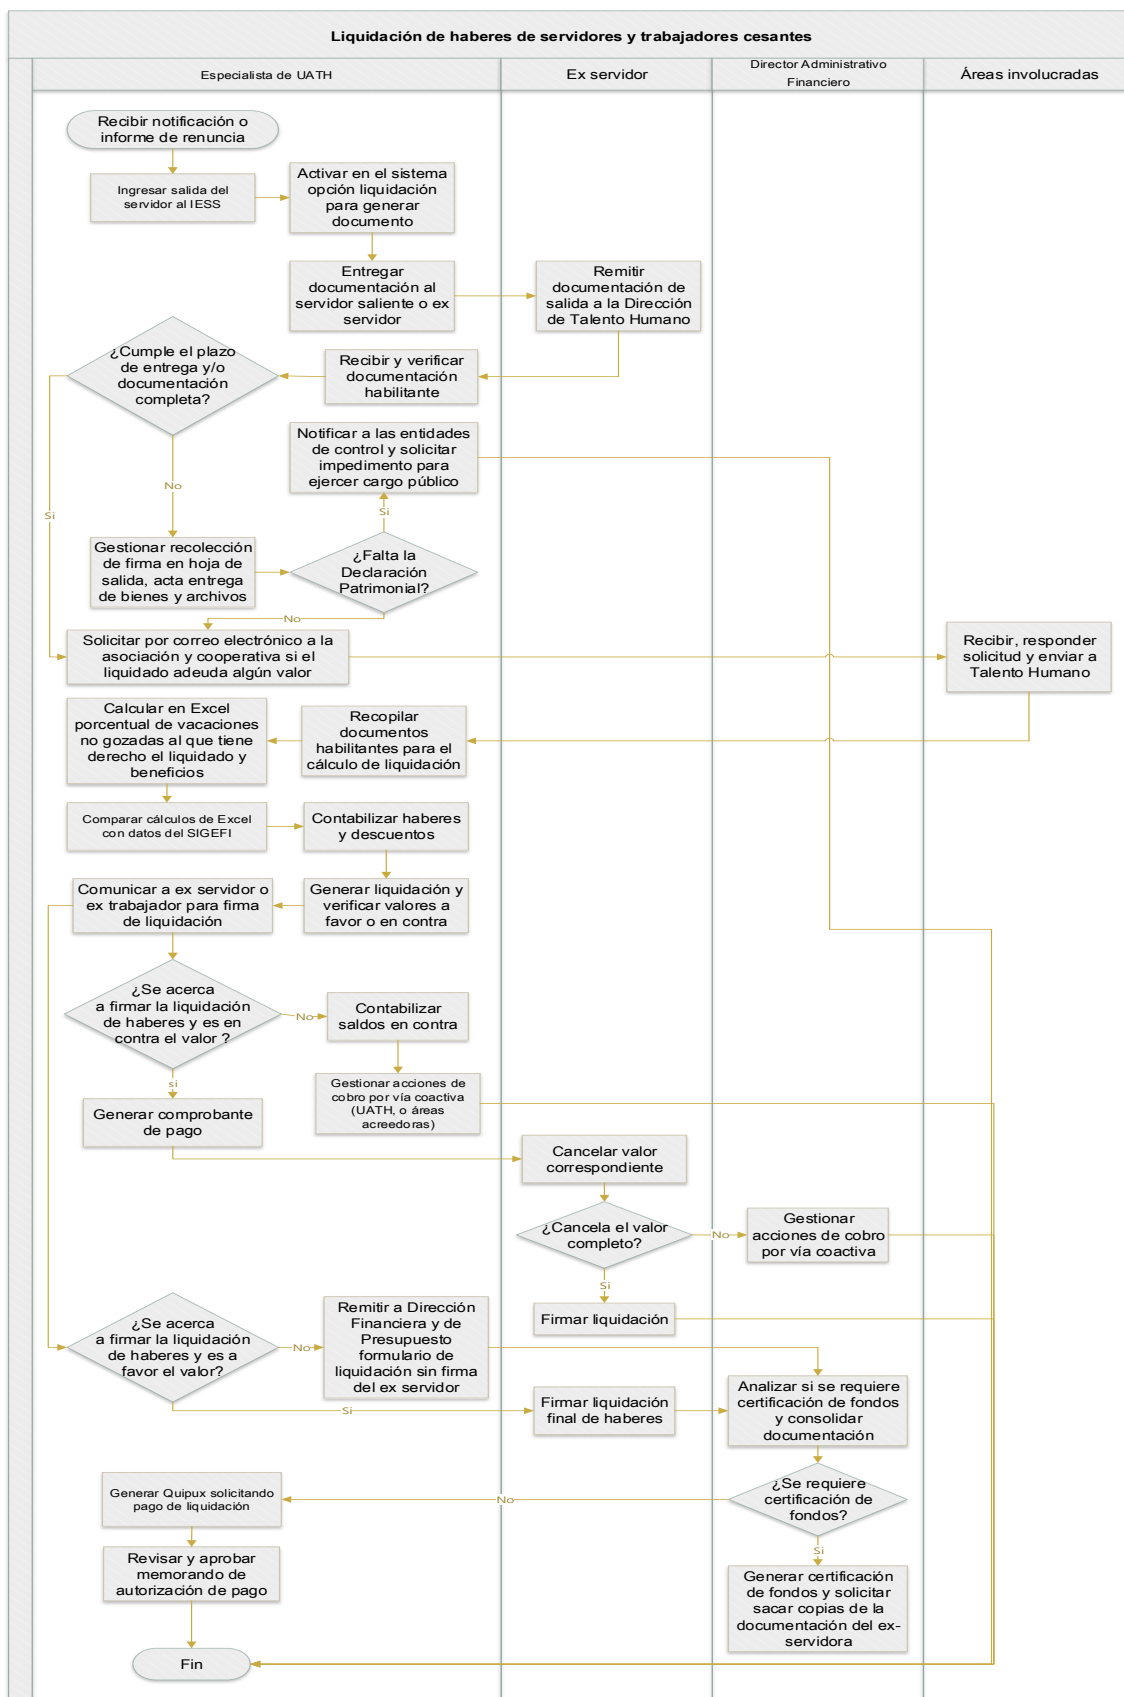 Liquidación de haberes de servidores y trabajadores cesantes
Especialista de UATH
Ex servidor
Director Administrativo
Financiero
Áreas involucradas
Recibir notificación o
informe de renuncia
Ingresar salida del
servidor al IESS
Activar en el sistema
opción liquidación
para generar
documento
Entregar
documentación al
servidor saliente o ex
servidor
Remitir
documentación de
salida a la Dirección
de Talento Humano
¿Cumple el plazo
de entrega y/o
documentación
completa?
Recibir y verificar
documentación
habilitante
Notificar a las entidades
de control y solicitar
impedimento para
ejercer cargo público
No
Si
Si
Gestionar recolección
de firma en hoja de
salida, acta entrega
de bienes y archivos
¿Falta la
Declaración
Patrimonial?
No
Solicitar por correo electrónico a la
asociación y cooperativa si el
liquidado adeuda algún valor
Recibir, responder
solicitud y enviar a
Talento Humano
Calcular en Excel
porcentual de vacaciones
no gozadas al que tiene
derecho el liquidado y
beneficios
Recopilar
documentos
habilitantes para el
cálculo de liquidación
Comparar cálculos de Excel
con datos del SIGEFI
Contabilizar haberes
y descuentos
Comunicar a ex servidor o
ex trabajador para firma
de liquidación
Generar liquidación y
verificar valores a
favor o en contra
¿Se acerca
a firmar la liquidación
de haberes y es en
contra el valor ?
No
Contabilizar
saldos en contra
si
Gestionar acciones de
cobro por vía coactiva
(UATH, o áreas
acreedoras)
Generar comprobante
de pago
Cancelar valor
correspondiente
¿Cancela el valor
completo?
No
Gestionar
acciones de cobro
por vía coactiva
Si
Firmar liquidación
¿Se acerca
a firmar la liquidación
de haberes y es a
favor el valor?
No
Remitir a Dirección
Financiera y de
Presupuesto
formulario de
liquidación sin firma
del ex servidor
Si
Firmar liquidación
final de haberes
Analizar si se requiere
certificación de fondos
y consolidar
documentación
¿Se requiere
certificación de
fondos?
No
Generar Quipux solicitando
pago de liquidación
Si
Revisar y aprobar
memorando de
autorización de pago
Generar certificación
de fondos y solicitar
sacar copias de la
documentación del ex-
servidora
Fin